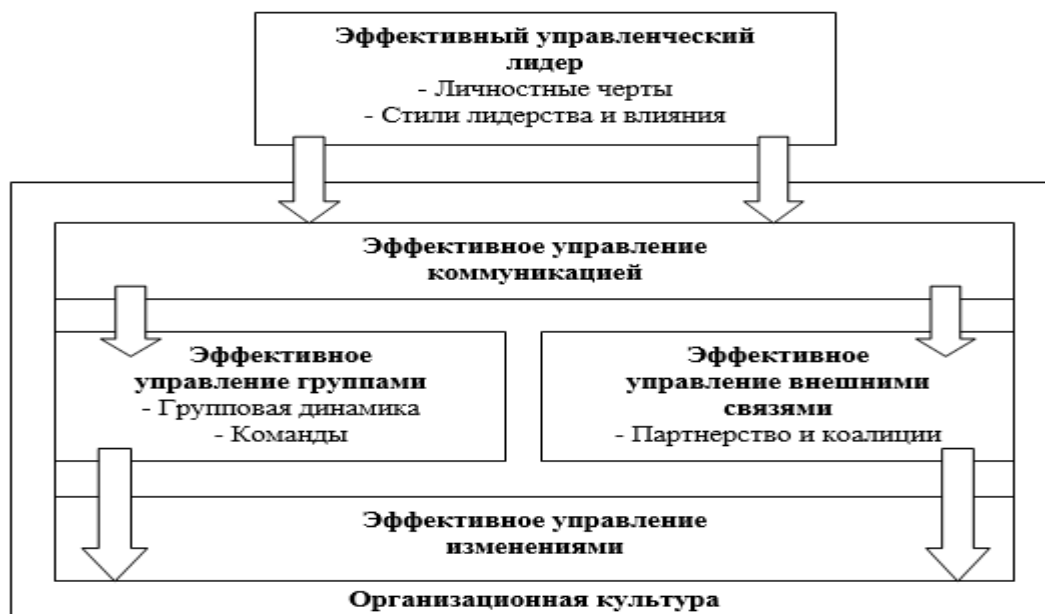 Эффективный управленческий
лидер
- Личностные черты
- Стили лидерства и влияния
Эффективное управление
коммуникацией
Эффективное
управление группами
- Групповая динамика
- Команды
Эффективное
управление внешними
связями
- Партнерство и коалиции
Эффективное управление
изменениями
Организационная культура